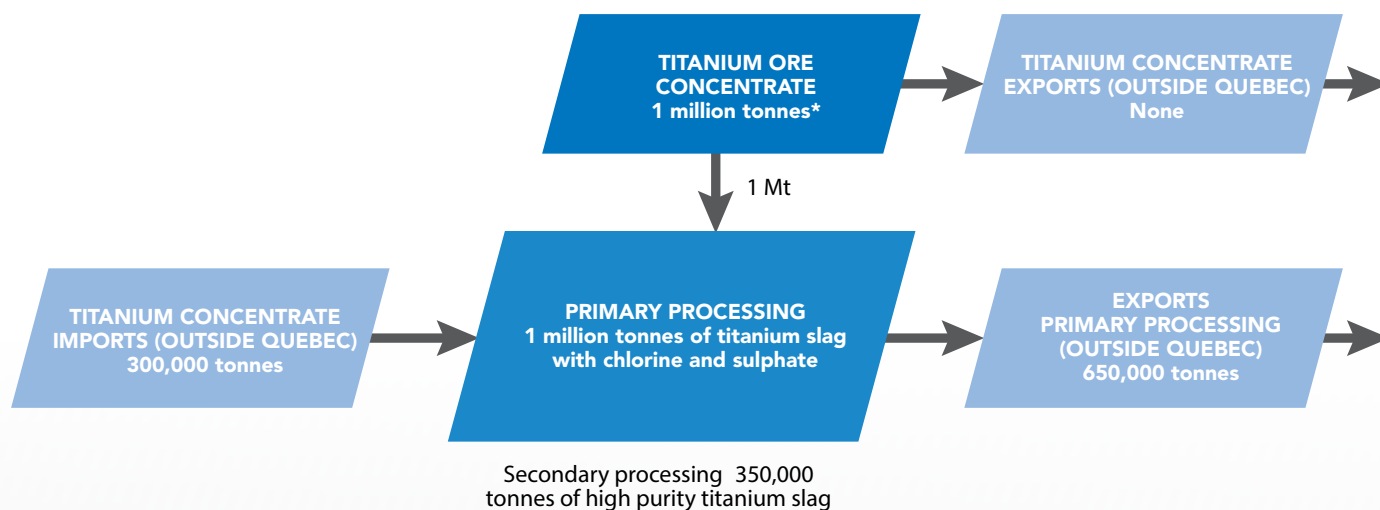 TITANIUM ORE
CONCENTRATE
1 million tonnes*
TITANIUM CONCENTRATE
EXPORTS (OUTSIDE QUEBEC)
None
1 Mt
TITANIUM CONCENTRATE
IMPORTS (OUTSIDE QUEBEC)
300,000 tonnes
PRIMARY PROCESSING
1 million tonnes of titanium slag
with chlorine and sulphate
EXPORTS
PRIMARY PROCESSING
(OUTSIDE QUEBEC)
650,000 tonnes
Secondary processing 350,000
tonnes of high purity titanium slag